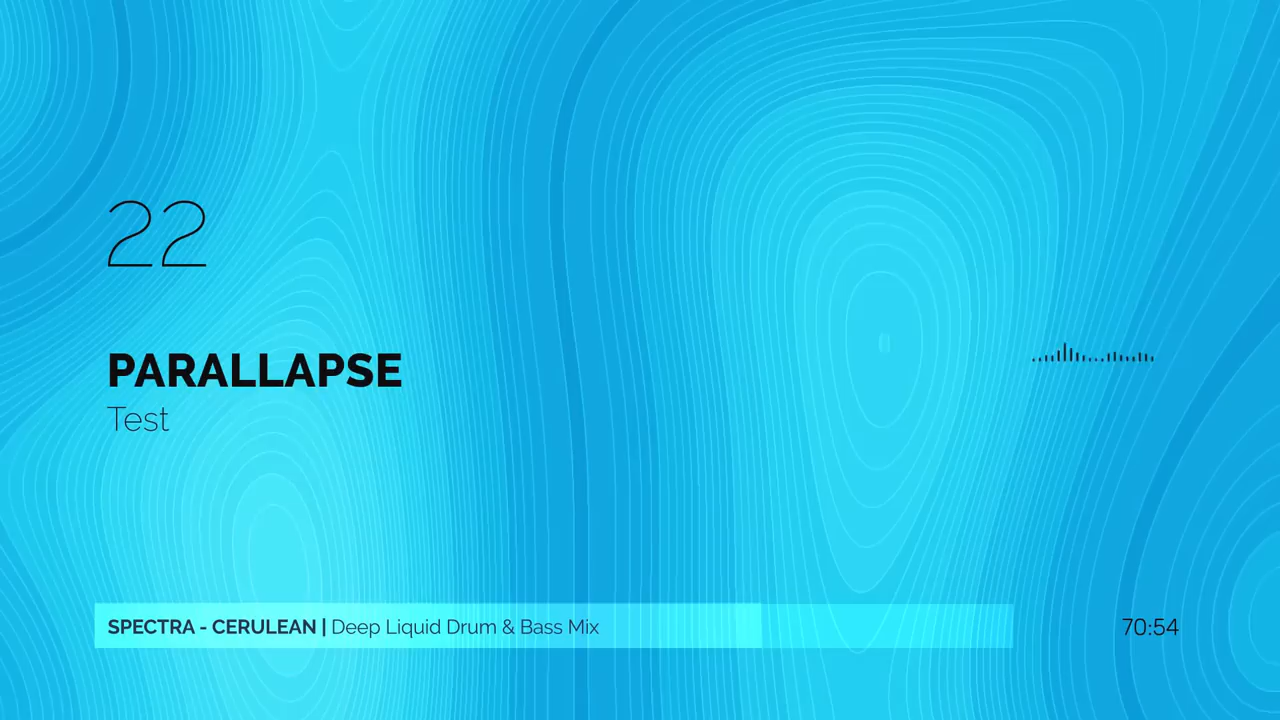 22
PARALLAPSE
Test
SPECTRA - CERULEAN | Deep Liquid Drum & Bass Mix
70:54